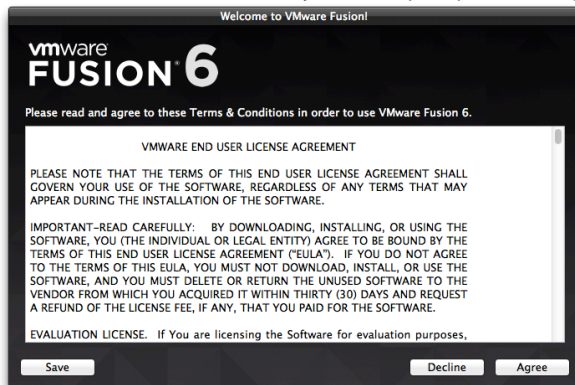 Welcome to VMware Fusion!
vmware
FUSION® 6
Please read and agree to these Terms & Conditions in order to use VMware Fusion 6.
VMWARE END USER LICENSE AGREEMENT
PLEASE NOTE THAT THE TERMS OF THIS END USER LICENSE AGREEMENT SHALL
GOVERN YOUR USE OF THE SOFTWARE, REGARDLESS OF ANY TERMS THAT MAY
APPEAR DURING THE INSTALLATION OF THE SOFTWARE.
IMPORTANT-READ CAREFULLY: BY DOWNLOADING, INSTALLING, OR USING THE
SOFTWARE, YOU (THE INDIVIDUAL OR LEGAL ENTITY) AGREE TO BE BOUND BY THE
TERMS OF THIS END USER LICENSE AGREEMENT ("EULA"). IF YOU DO NOT AGREE
TO THE TERMS OF THIS EULA, YOU MUST NOT DOWNLOAD, INSTALL, OR USE THE
SOFTWARE, AND YOU MUST DELETE OR RETURN THE UNUSED SOFTWARE TO THE
VENDOR FROM WHICH YOU ACQUIRED IT WITHIN THIRTY (30) DAYS AND REQUEST
A REFUND OF THE LICENSE FEE, IF ANY, THAT YOU PAID FOR THE SOFTWARE.
EVALUATION LICENSE. If You are licensing the Software for evaluation purposes,
Save Decline Agree